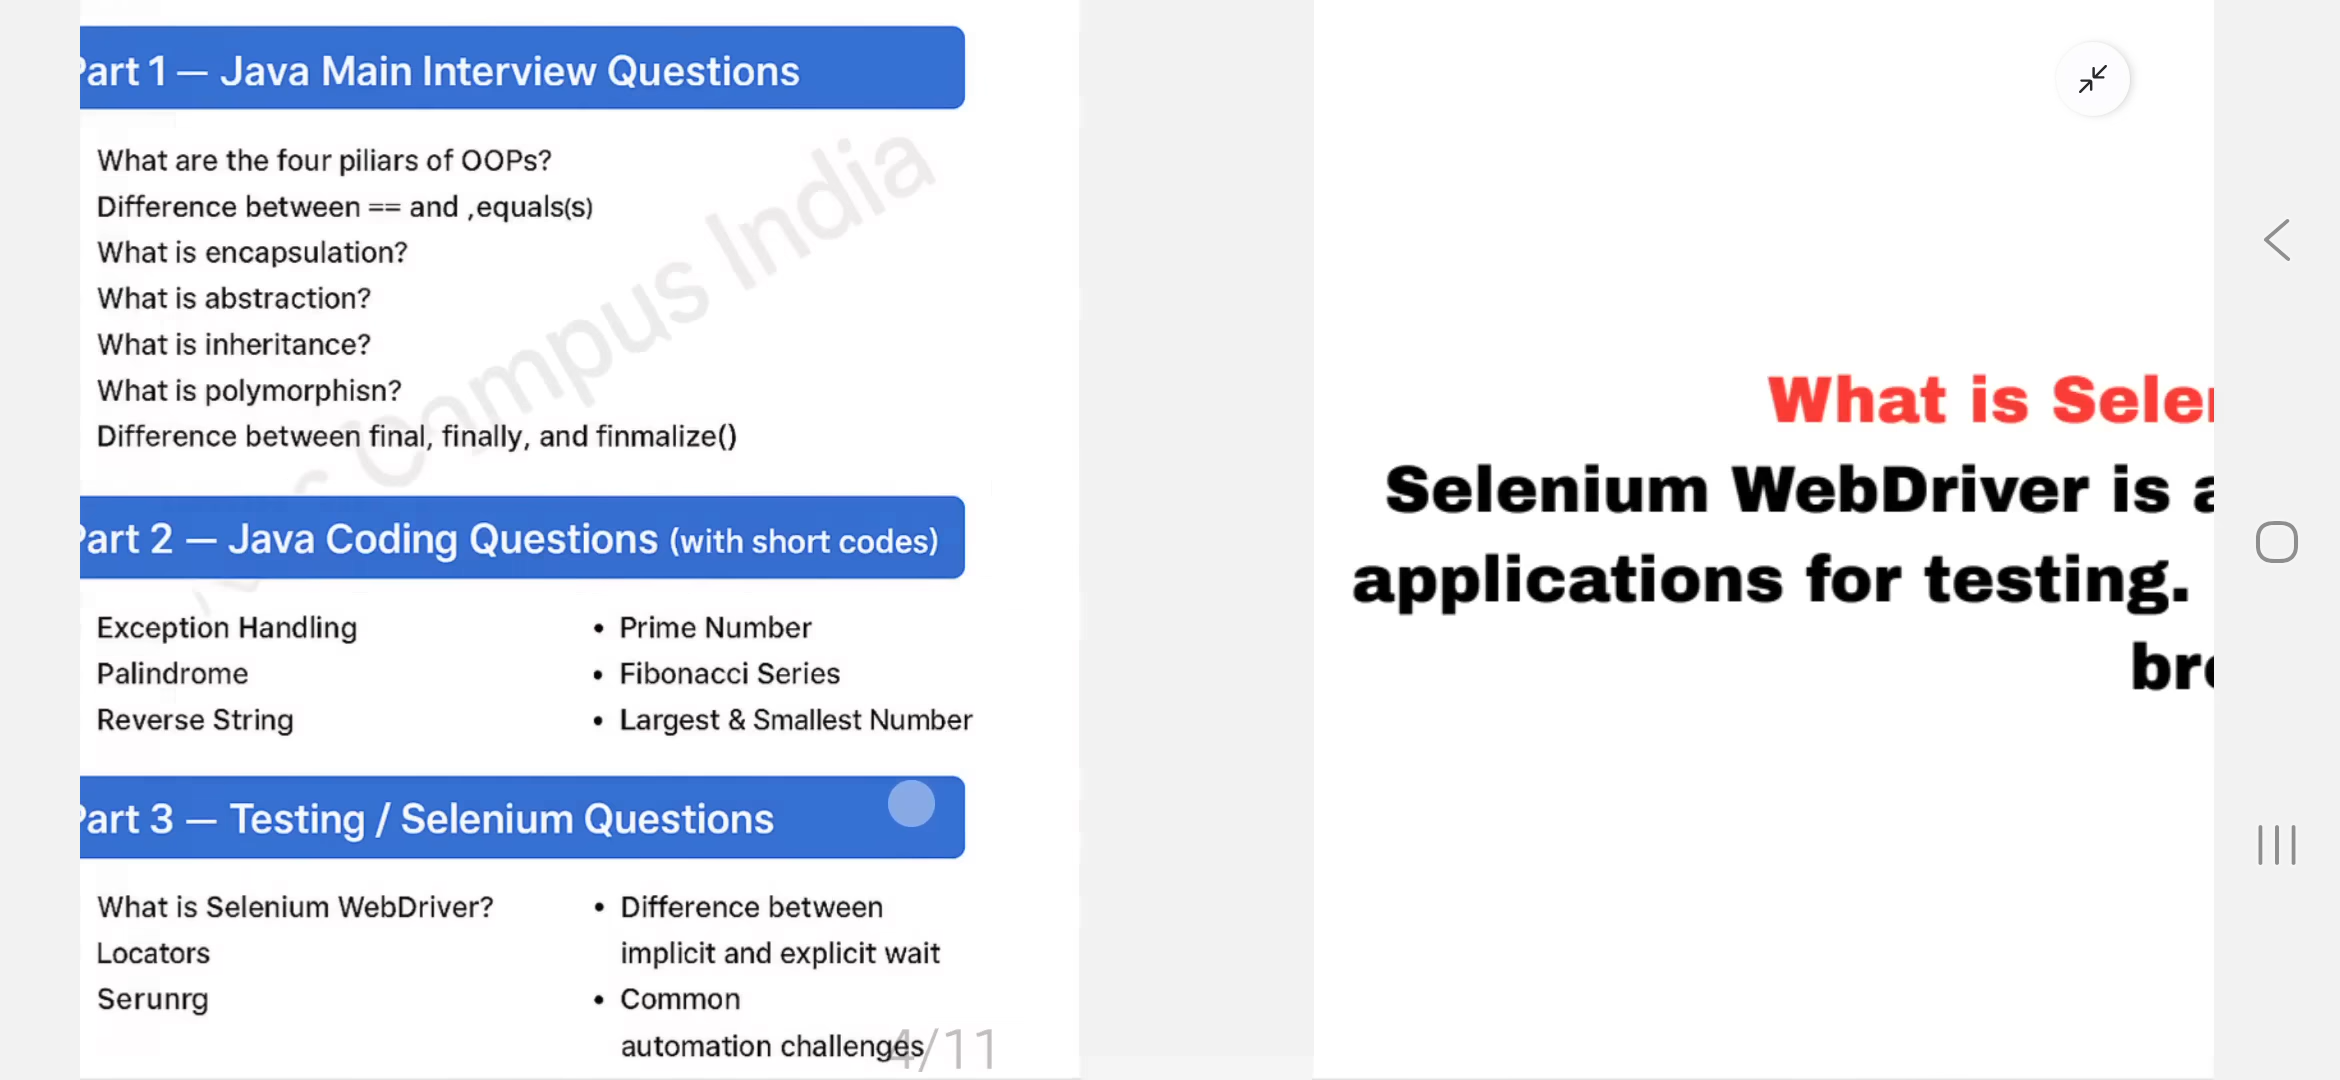 Part 1 — Java Main Interview Questions
What are the four piliars of OOPs?
Difference between == and ,equals(s)
What is encapsulation?
What is abstraction?
What is inheritance?
What is polymorphisn?
Difference between final, finally, and finmalize()
Part 2 — Java Coding Questions (with short codes)
Exception Handling
Palindrome
Reverse String
• Prime Number
• Fibonacci Series
• Largest & Smallest Number
Part 3 — Testing / Selenium Questions
What is Selenium WebDriver?
Locators
Serunrg
• Difference between
implicit and explicit wait
• Common
automation challenges
4/11
Compus India
What is Sele
Selenium WebDriver is a
applications for testing.
bro